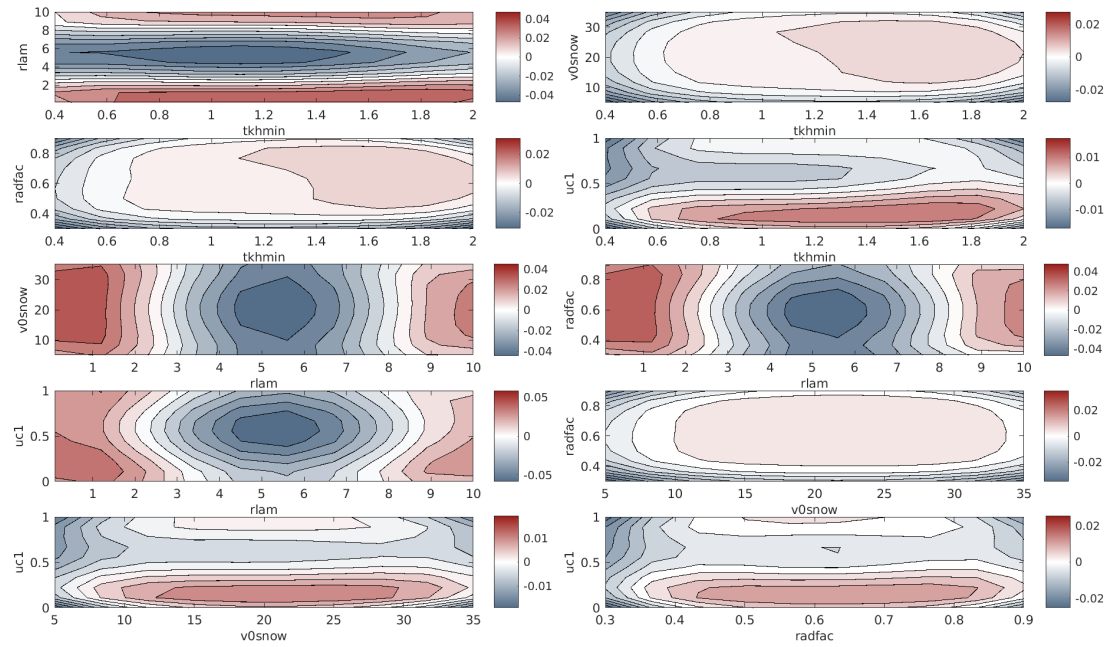 10 8 6 4 2
rlam
0.4 0.6 0.8 1 1.2 1.4 1.6 1.8 2
tkhmin
0.04 0.02 0 -0.02 -0.04
30 20 10
v0snow
0.4 0.6 0.8 1 1.2 1.4 1.6 1.8 2
tkhmin
0.02 0 -0.02
0.8 0.6 0.4
radfac
0.4 0.6 0.8 1 1.2 1.4 1.6 1.8 2
tkhmin
0.02 0 -0.02
1 0.5 0
uc1
0.4 0.6 0.8 1 1.2 1.4 1.6 1.8 2
tkhmin
0.01 0 -0.01
30 20 10
v0snow
1 2 3 4 5 6 7 8 9 10
rlam
0.04 0.02 0 -0.02 -0.04
0.8 0.6 0.4
radfac
1 2 3 4 5 6 7 8 9 10
rlam
0.04 0.02 0 -0.02 -0.04
1 0.5 0
uc1
1 2 3 4 5 6 7 8 9 10
rlam
0.05 0 -0.05
0.8 0.6 0.4
radfac
5 10 15 20 25 30 35
v0snow
0.02 0 -0.02
1 0.5 0
uc1
5 10 15 20 25 30 35
v0snow
0.01 0 -0.01
1 0.5 0
uc1
0.3 0.4 0.5 0.6 0.7 0.8 0.9
radfac
0.02 0 -0.02